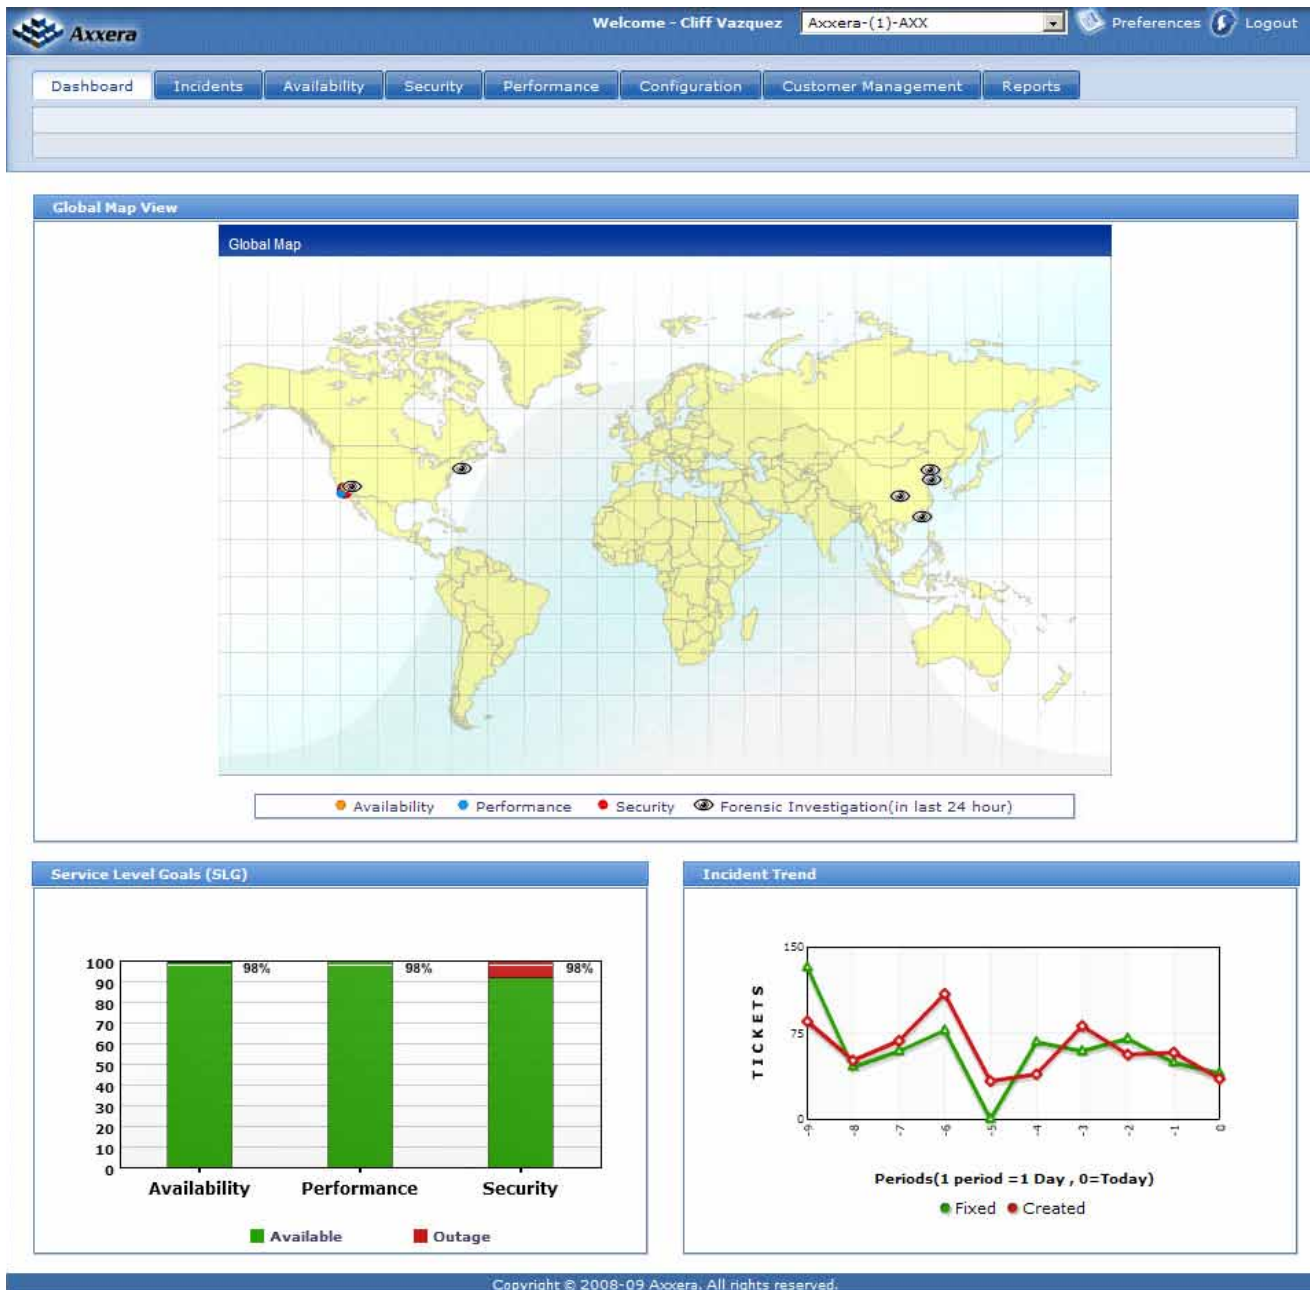 Axxera
Welcome - Cliff Vazquez Axxera-(1)-AXX Preferences Logout
Dashboard Incidents Availability Security Performance Configuration Customer Management Reports
Global Map View
Global Map
Availability Performance Security Forensic Investigation(in last 24 hour)
Service Level Goals (SLG)
100
90
80
70
60
50
40
30
20
10
0
98% 98% 98%
Availability Performance Security
Available Outage
Incident Trend
TICKETS
150
75
0
-9 -8 -7 -6 -5 -4 -3 -2 -1 0
Periods(1 period =1 Day , 0=Today)
Fixed Created
Copyright © 2008-09 Axxera. All rights reserved.